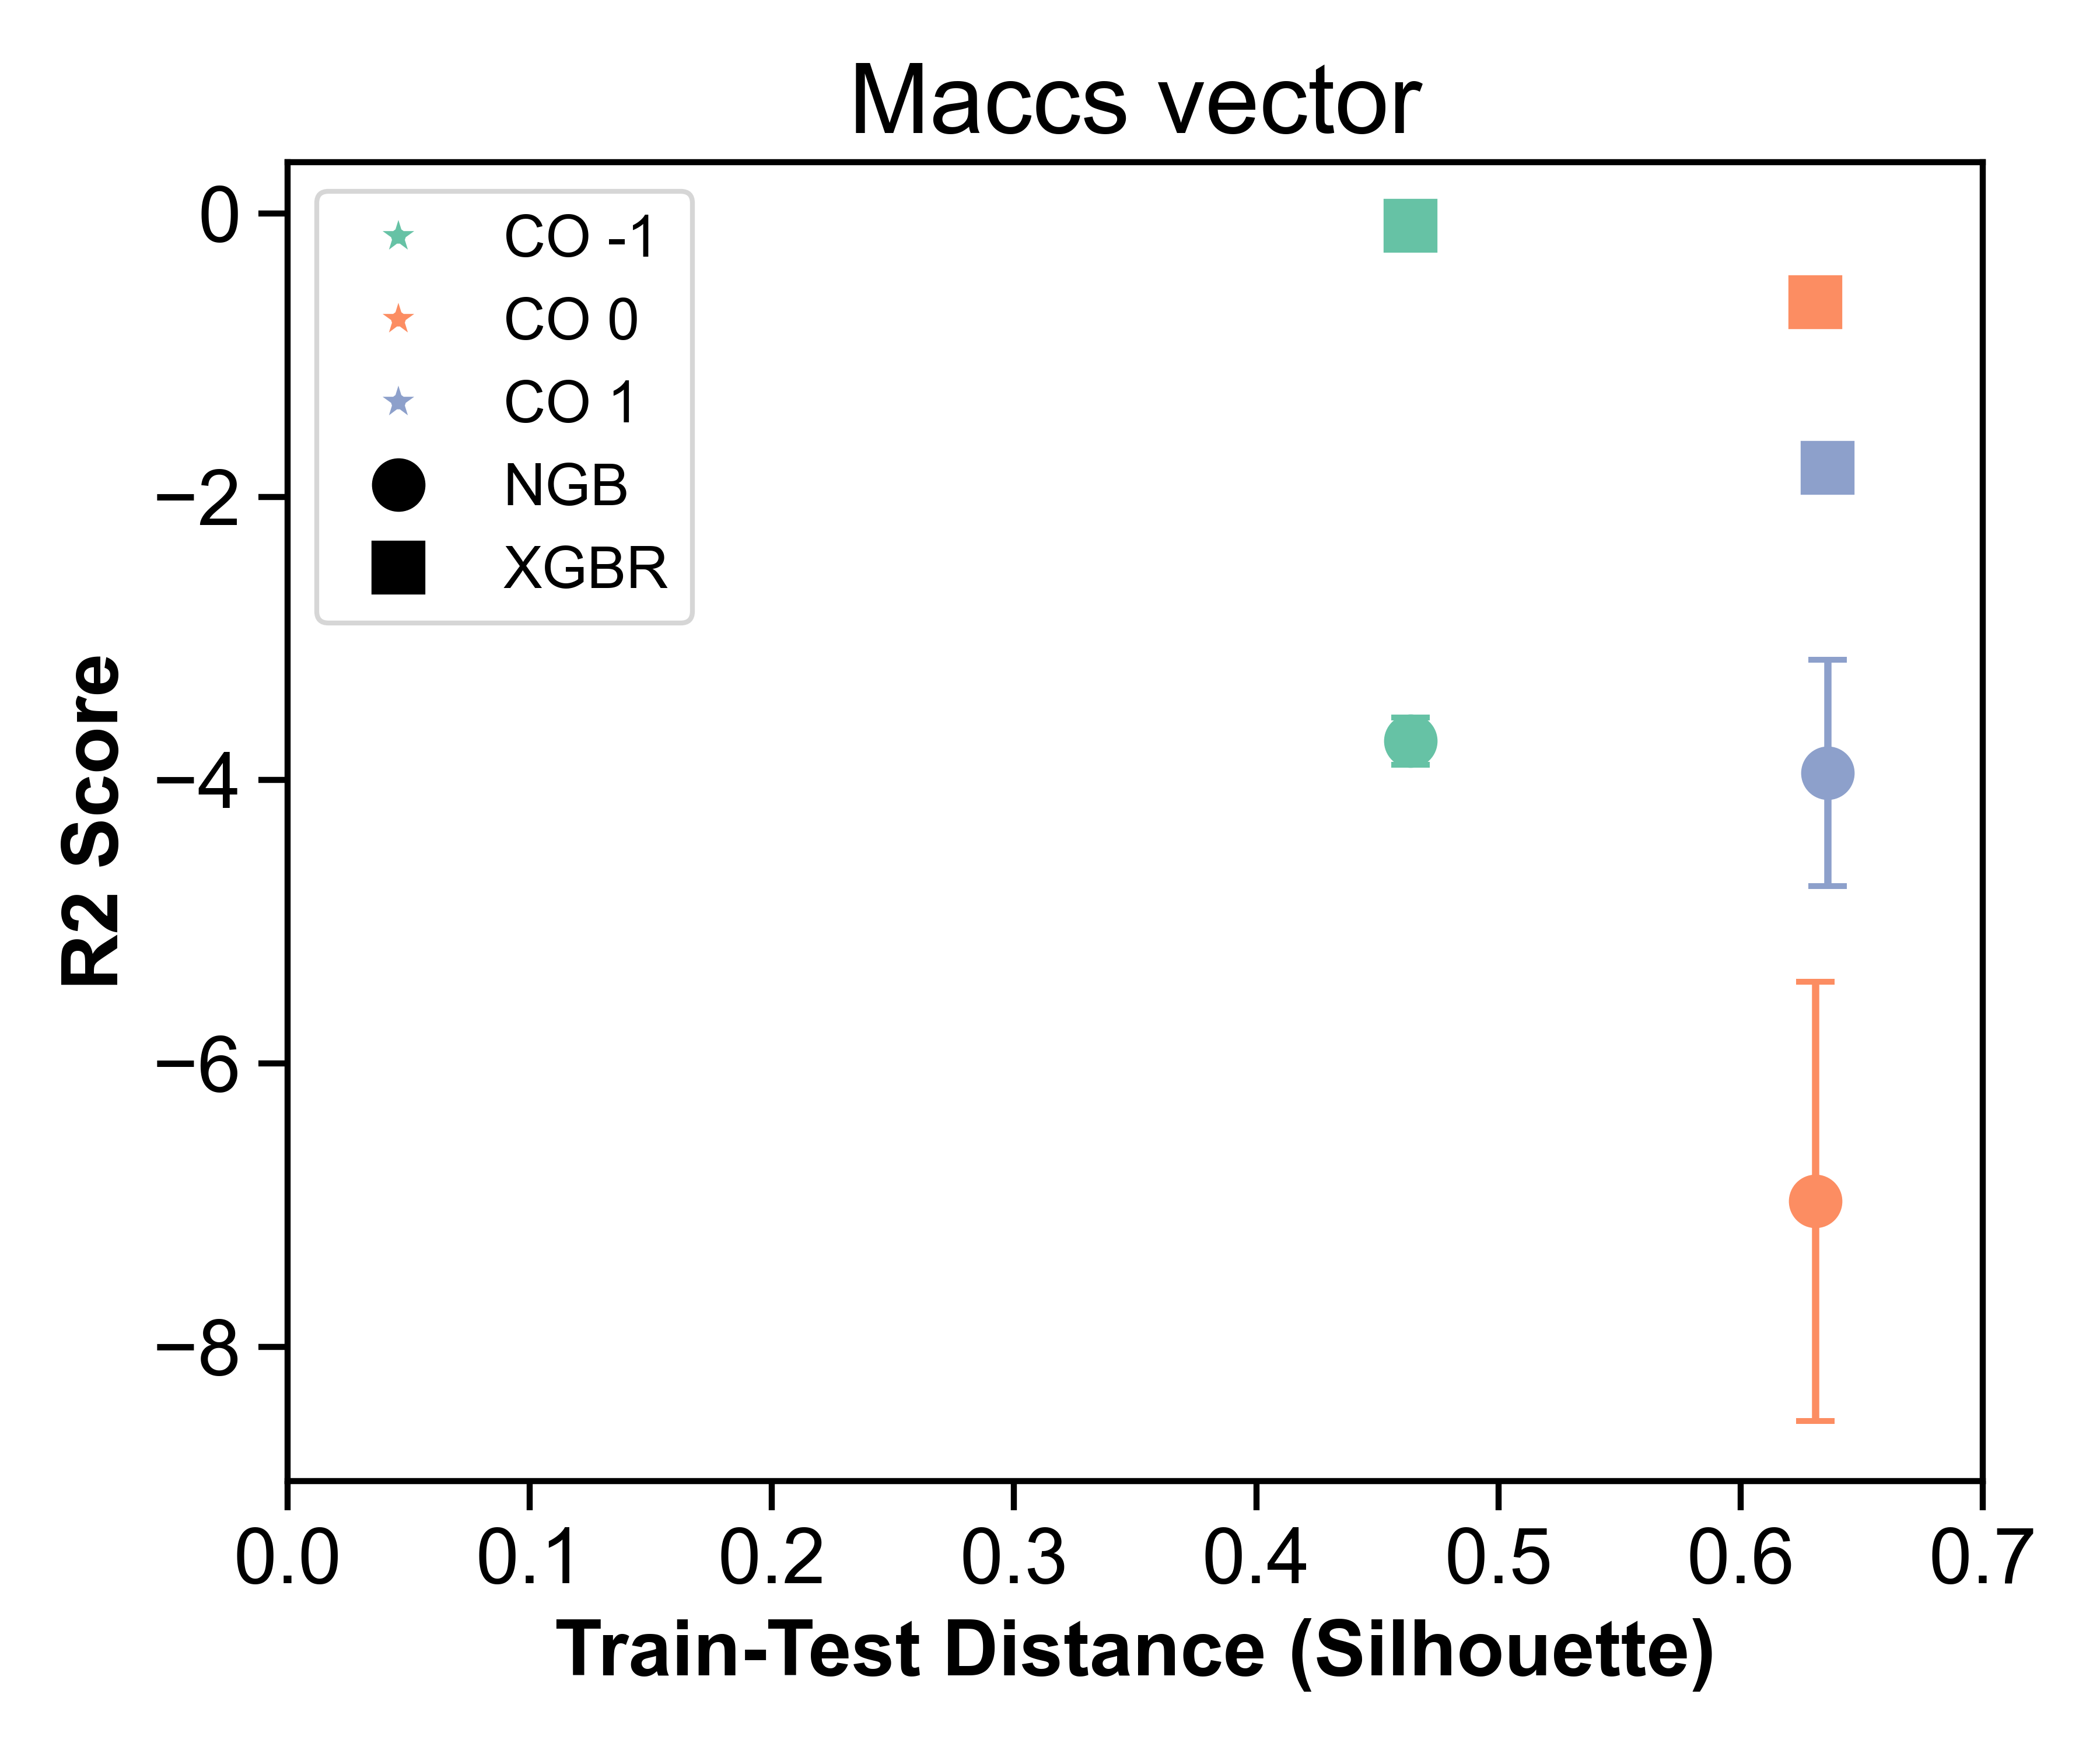 Maccs vector
CO -1
CO 0
CO 1
NGB
XGBR
R2 Score
0
−2
−4
−6
−8
0.0 0.1 0.2 0.3 0.4 0.5 0.6 0.7
Train-Test Distance (Silhouette)